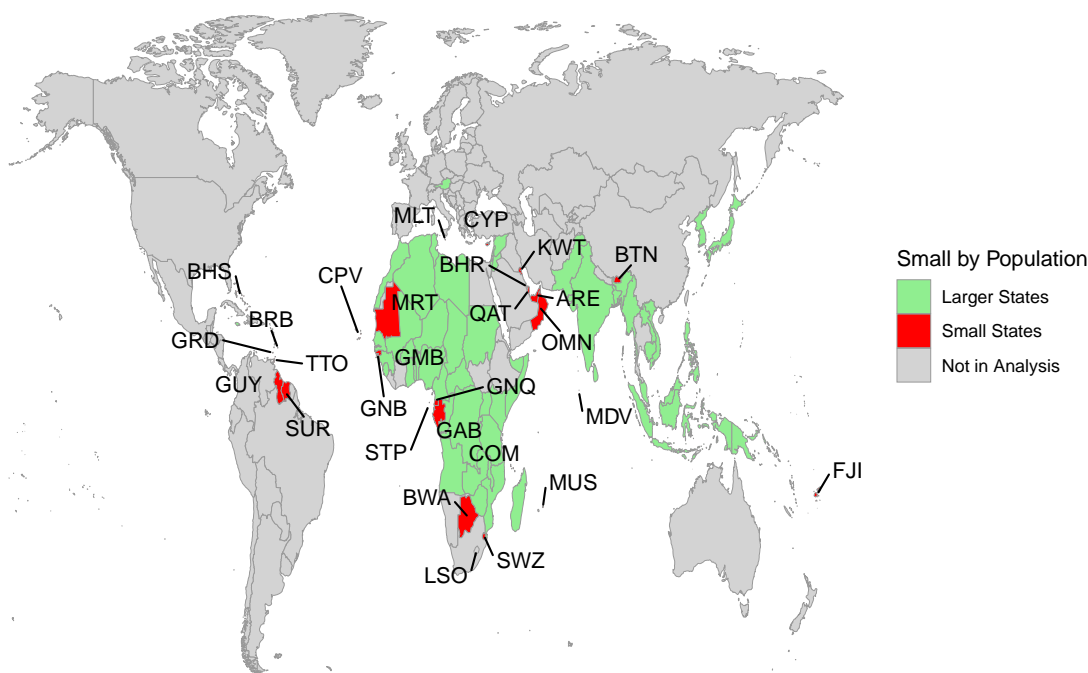 MLT
CYP
KWT
BTN
BHR
BHS
CPV
MRT
QAT
ARE
OMN
BRB
GRD
TTO
GMB
GUY
GNQ
GNB
MDV
SUR
STP
GAB
COM
FJI
BWA
MUS
SWZ
LSO
Small by Population
Larger States
Small States
Not in Analysis